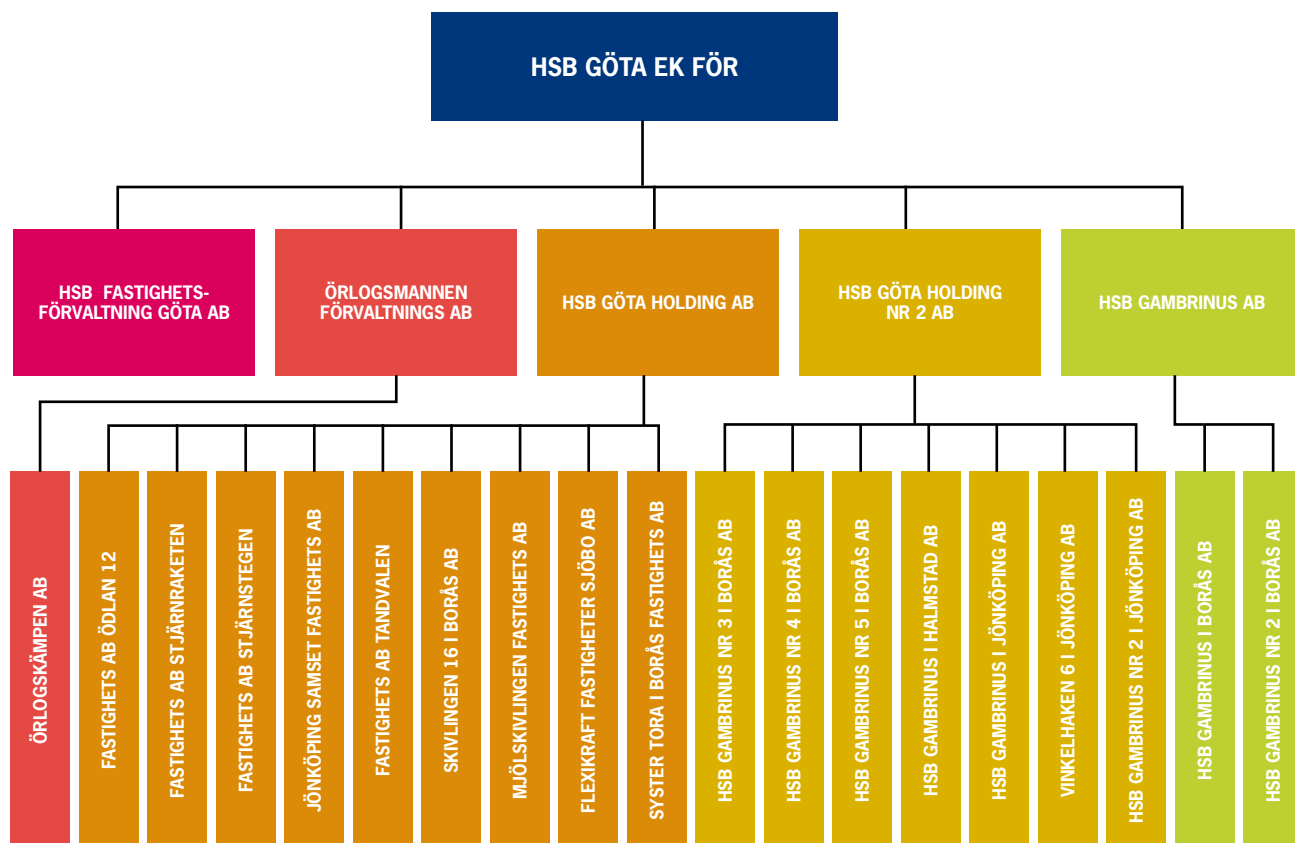 HSB GÖTA EK FÖR
HSB FASTIGHETS-
FÖRVALTNING GÖTA AB
ÖRLOGSMANNEN
FÖRVALTNINGS AB
HSB GÖTA HOLDING AB
HSB GÖTA HOLDING
NR 2 AB
HSB GAMBRINUS AB
ÖRLOGSKÄMPEN AB
FASTIGHETS AB ÖDLAN 12
FASTIGHETS AB STJÄRNRAKETEN
FASTIGHETS AB STJÄRNSTEGEN
JÖNKÖPING SAMSET FASTIGHETS AB
FASTIGHETS AB TANDVALEN
SKIVLINGEN 16 I BORÅS AB
MJÖLSKIVLINGEN FASTIGHETS AB
FLEXIKRAFT FASTIGHETER SJÖBO AB
SYSTER TORA I BORÅS FASTIGHETS AB
HSB GAMBRINUS NR 3 I BORÅS AB
HSB GAMBRINUS NR 4 I BORÅS AB
HSB GAMBRINUS NR 5 I BORÅS AB
HSB GAMBRINUS I HALMSTAD AB
HSB GAMBRINUS I JÖNKÖPING AB
VINKELHAKEN 6 I JÖNKÖPING AB
HSB GAMBRINUS NR 2 I JÖNKÖPING AB
HSB GAMBRINUS I BORÅS AB
HSB GAMBRINUS NR 2 I BORÅS AB